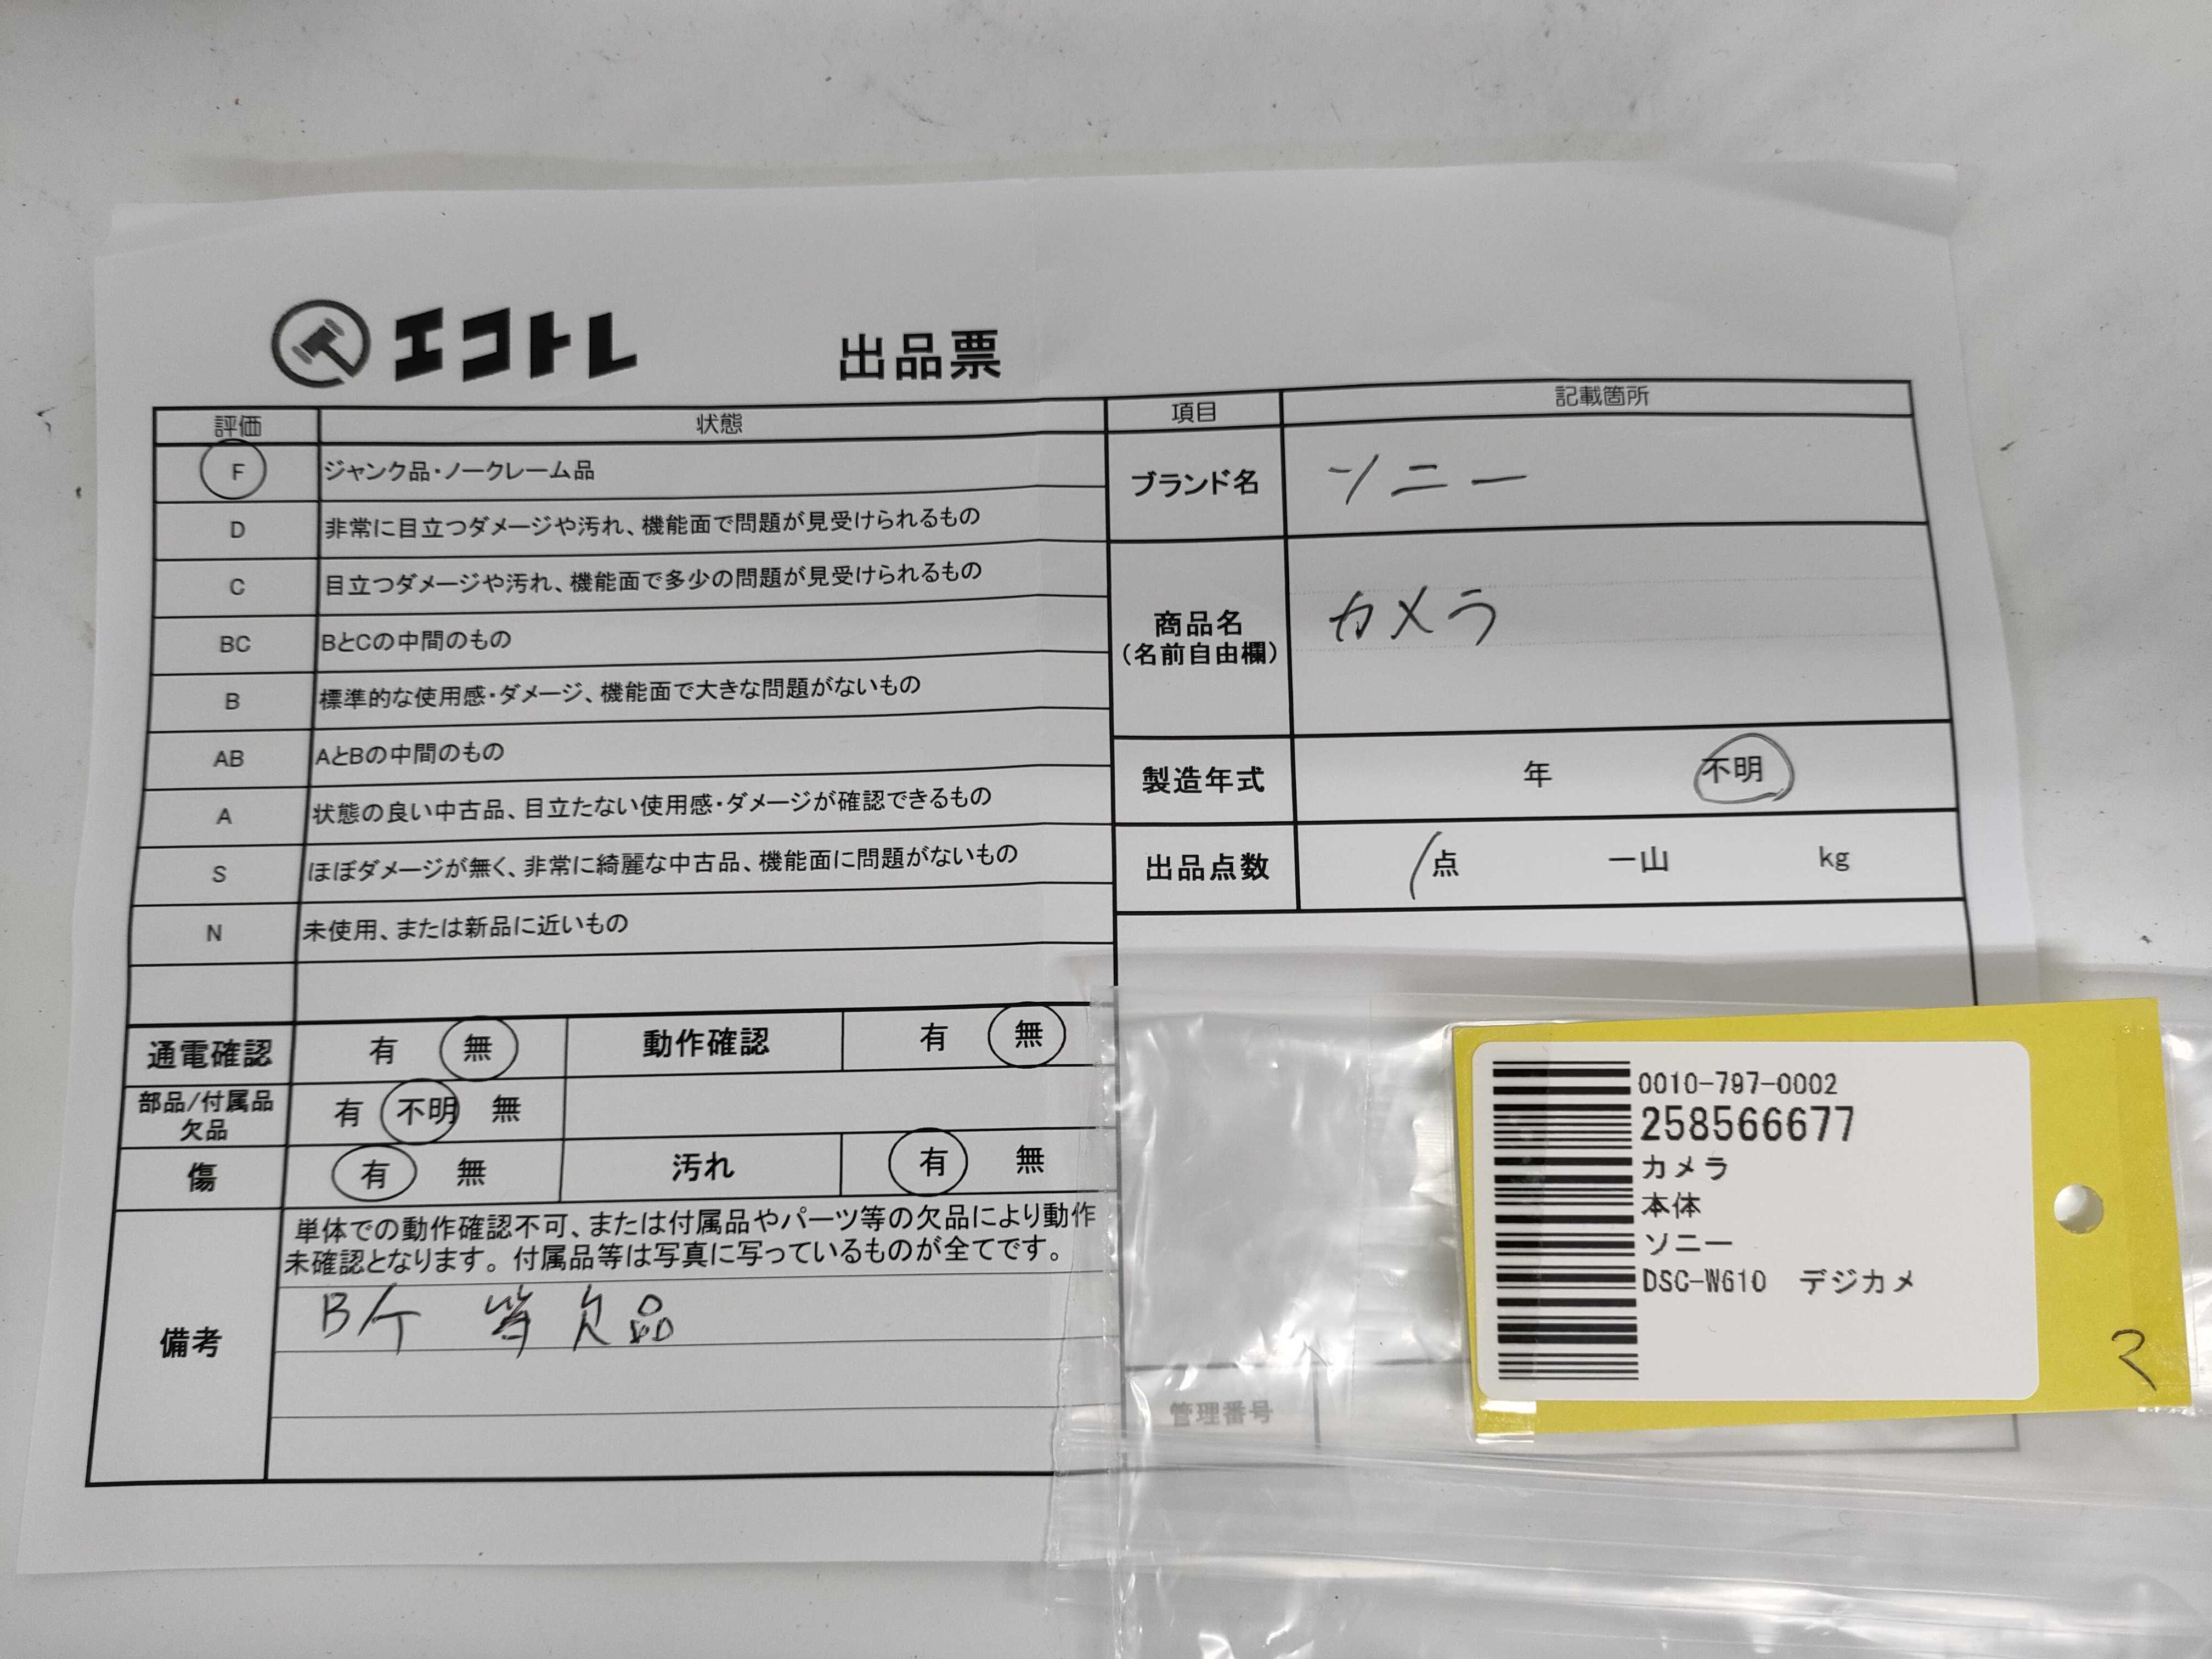 エコトレ 出品票
評価 状態
F ジャンク品・ノークレーム品
D 非常に目立つダメージや汚れ、機能面で問題が見受けられるもの
C 目立つダメージや汚れ、機能面で多少の問題が見受けられるもの
BC BとCの中間のもの
B 標準的な使用感・ダメージ、機能面で大きな問題がないもの
AB AとBの中間のもの
A 状態の良い中古品、目立たない使用感・ダメージが確認できるもの
S ほぼダメージが無く、非常に綺麗な中古品、機能面に問題がないもの
N 未使用、または新品に近いもの
通電確認 有 無 動作確認 有 無
部品/付属品
欠品 有 不明 無
傷 有 無 汚れ 有 無
備考
単体での動作確認不可、または付属品やパーツ等の欠品により動作
未確認となります。付属品等は写真に写っているものが全てです。
B/T 等 欠品
項目 記載箇所
ブランド名 ソニー
商品名
(名前自由欄) カメラ
製造年式 年 不明
出品点数 1点 一山 kg
管理番号
0010-797-0002
258566677
カメラ
本体
ソニー
DSC-W610 デジカメ